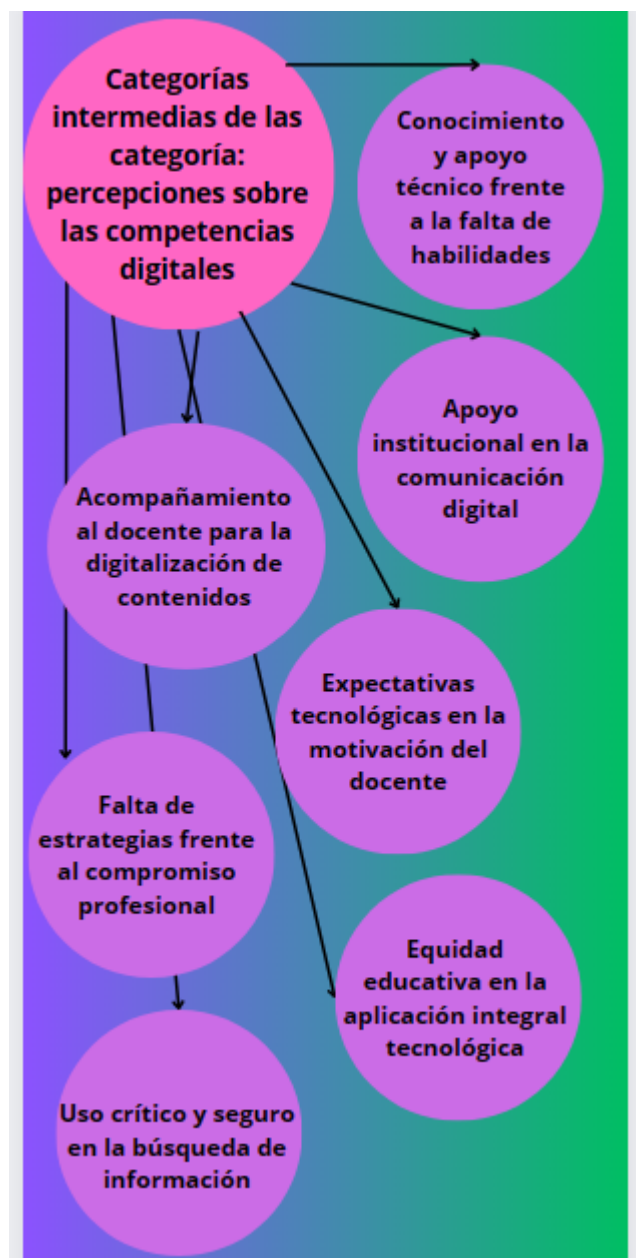 Categorías
intermedias de las
categoría:
percepciones sobre
las competencias
digitales
Conocimiento
y apoyo
técnico frente
a la falta de
habilidades
Apoyo
institucional en la
comunicación
digital
Acompañamiento
al docente para la
digitalización de
contenidos
Expectativas
tecnológicas en la
motivación del
docente
Falta de
estrategias frente
al compromiso
profesional
Equidad
educativa en la
aplicación integral
tecnológica
Uso crítico y seguro
en la búsqueda de
información